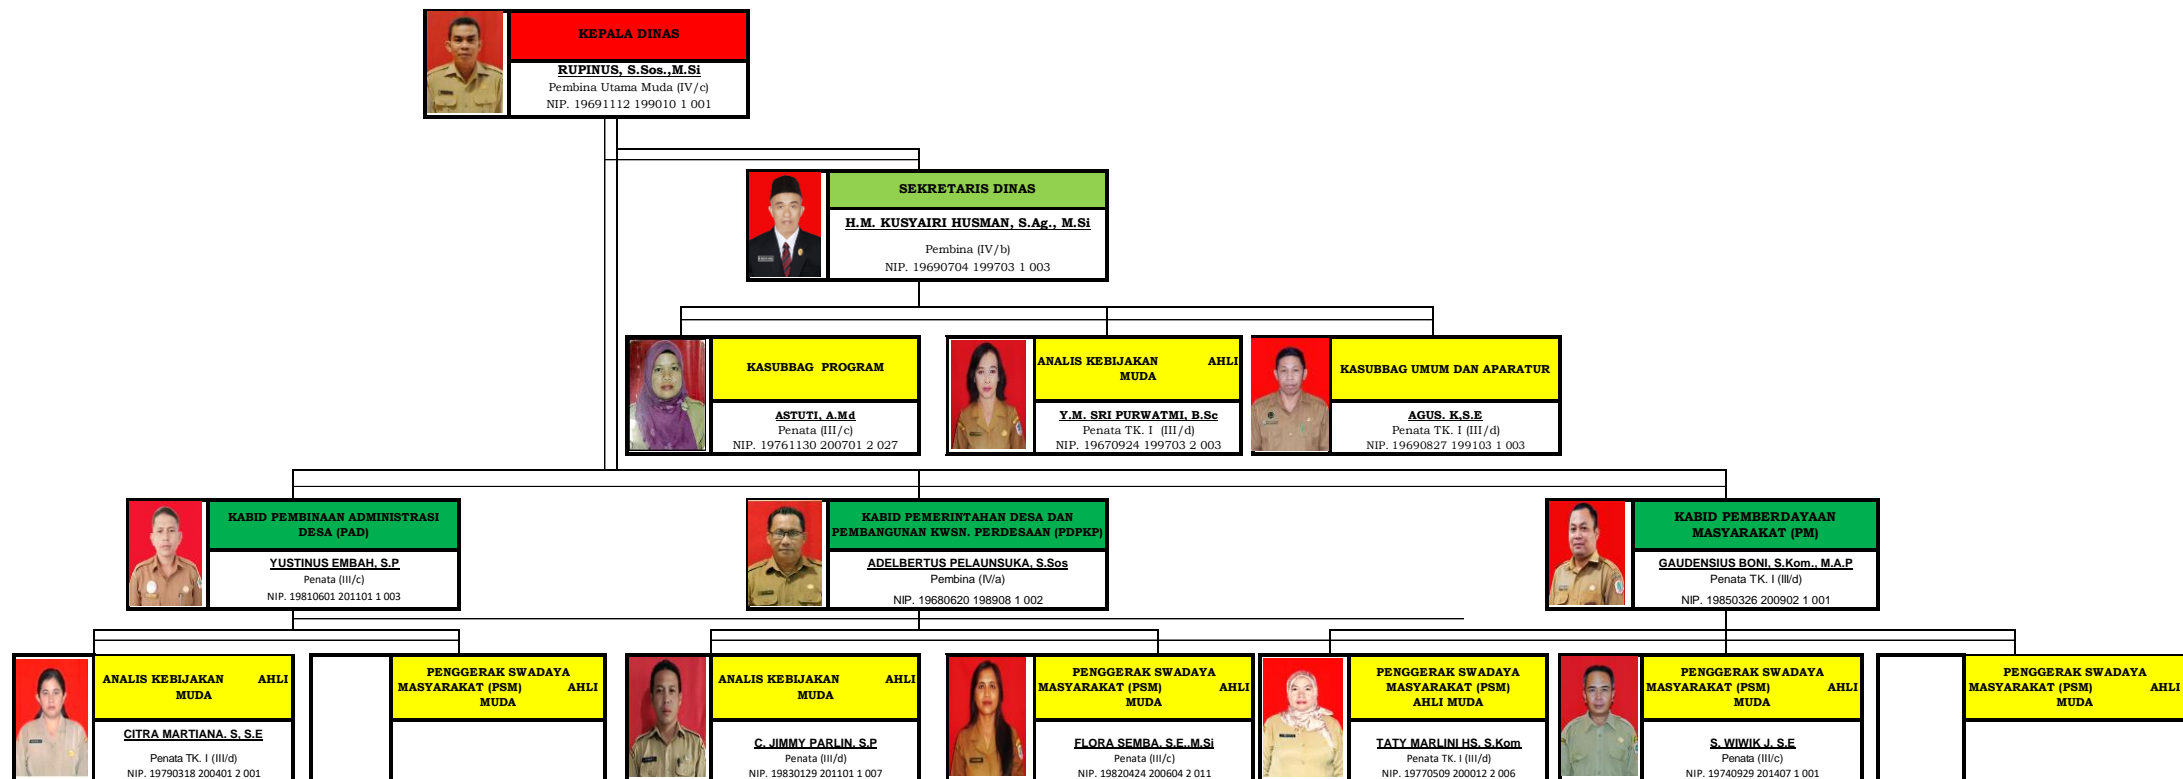 KEPALA DINAS
RUPINUS, S.Sos.,M.Si
Pembina Utama Muda (IV/c)
NIP. 19691112 199010 1 001
SEKRETARIS DINAS
H.M. KUSYAIRI HUSMAN, S.Ag., M.Si
Pembina (IV/b)
NIP. 19690704 199703 1 003
KASUBBAG PROGRAM
ASTUTI, A.Md
Penata (III/c)
NIP. 19761130 200701 2 027
ANALIS KEBIJAKAN AHLI
MUDA
Y.M. SRI PURWATMI, B.Sc
Penata TK. I (III/d)
NIP. 19670924 199703 2 003
KASUBBAG UMUM DAN APARATUR
AGUS. K,S.E
Penata TK. I (III/d)
NIP. 19690827 199103 1 003
KABID PEMBINAAN ADMINISTRASI
DESA (PAD)
YUSTINUS EMBAH, S.P
Penata (III/c)
NIP. 19810601 201101 1 003
KABID PEMERINTAHAN DESA DAN
PEMBANGUNAN KWSN. PERDESAAN (PDPKP)
ADELBERTUS PELAUNSUKA, S.Sos
Pembina (IV/a)
NIP. 19680620 198908 1 002
KABID PEMBERDAYAAN
MASYARAKAT (PM)
GAUDENSIUS BONI, S.Kom., M.A.P
Penata TK. I (III/d)
NIP. 19850326 200902 1 001
ANALIS KEBIJAKAN AHLI
MUDA
CITRA MARTIANA. S, S.E
Penata TK. I (III/d)
NIP. 19790318 200401 2 001
PENGGERAK SWADAYA
MASYARAKAT (PSM) AHLI
MUDA
ANALIS KEBIJAKAN AHLI
MUDA
C. JIMMY PARLIN, S.P
Penata (III/d)
NIP. 19830129 201101 1 007
PENGGERAK SWADAYA
MASYARAKAT (PSM) AHLI
MUDA
FLORA SEMBA, S.E.,M.Si
Penata (III/c)
NIP. 19820424 200604 2 011
PENGGERAK SWADAYA
MASYARAKAT (PSM)
AHLI MUDA
TATY MARLINI HS, S.Kom
Penata TK. I (III/d)
NIP. 19770509 200012 2 006
PENGGERAK SWADAYA
MASYARAKAT (PSM) AHLI
MUDA
S. WIWIK J. S.E
Penata (III/c)
NIP. 19740929 201407 1 001
PENGGERAK SWADAYA
MASYARAKAT (PSM) AHLI
MUDA